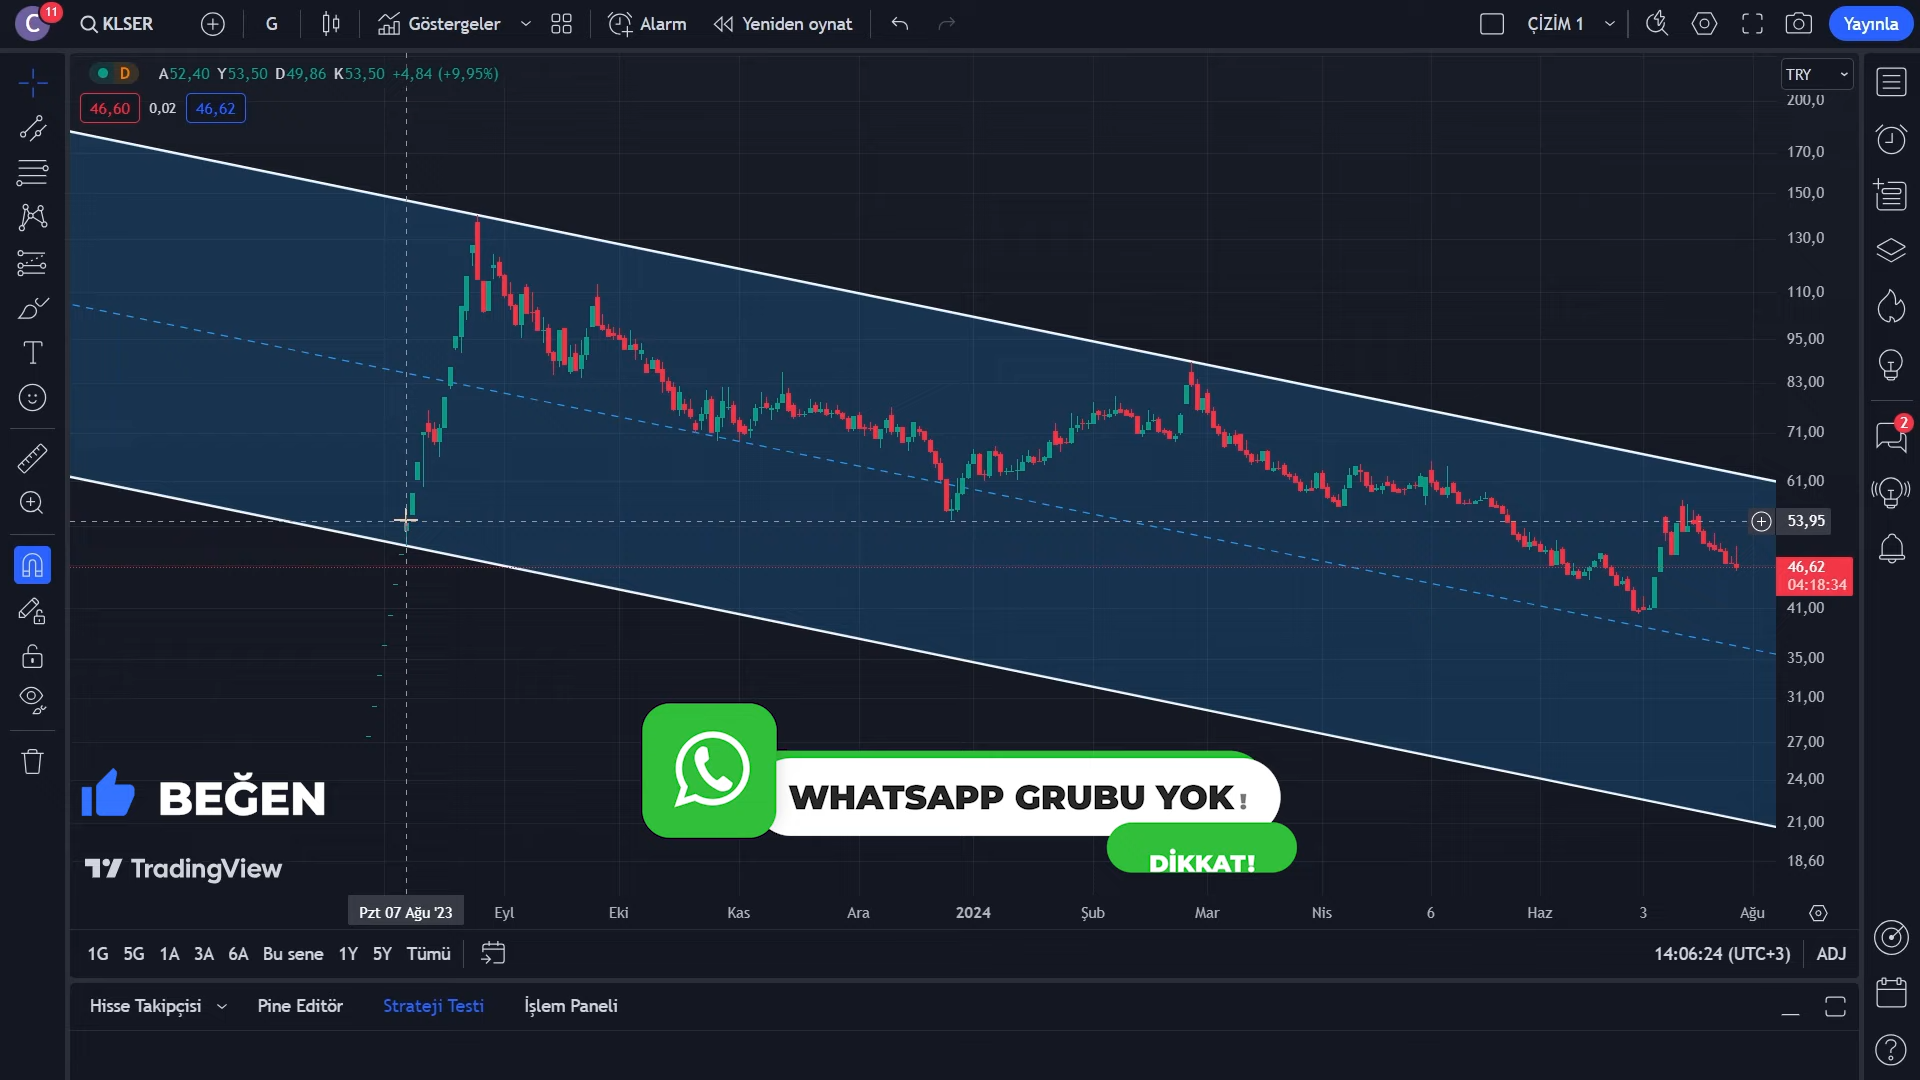 C 11 KLSER G Göstergeler Alarm Yeniden oynat ÇİZİM 1 Yayınla
D A52,40 Y53,50 D49,86 K53,50 +4,84 (+9,95%)
TRY
46,60 0,02 46,62
200,0
170,0
150,0
130,0
110,0
95,00
83,00
71,00
2
61,00
53,95
46,62
04:18:34
41,00
35,00
31,00
27,00
24,00
21,00
18,60
BEĞEN
WHATSAPP GRUBU YOK!
DİKKAT!
TradingView
Pzt 07 Ağu '23 Eyl Eki Kas Ara 2024 Şub Mar Nis 6 Haz 3 Ağu
1G 5G 1A 3A 6A Bu sene 1Y 5Y Tümü 14:06:24 (UTC+3) ADJ
Hisse Takipçisi Pine Editör Strateji Testi İşlem Paneli